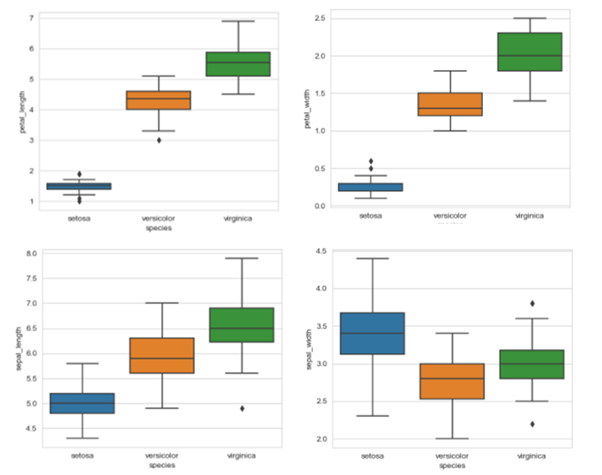 petal_length
7
6
5
4
3
2
1
setosa versicolor virginica
species
petal_width
2.5
2.0
1.5
1.0
0.5
0.0
setosa versicolor virginica
sepal_length
8.0
7.5
7.0
6.5
6.0
5.5
5.0
4.5
setosa versicolor virginica
species
sepal_width
4.5
4.0
3.5
3.0
2.5
2.0
setosa versicolor virginica
species